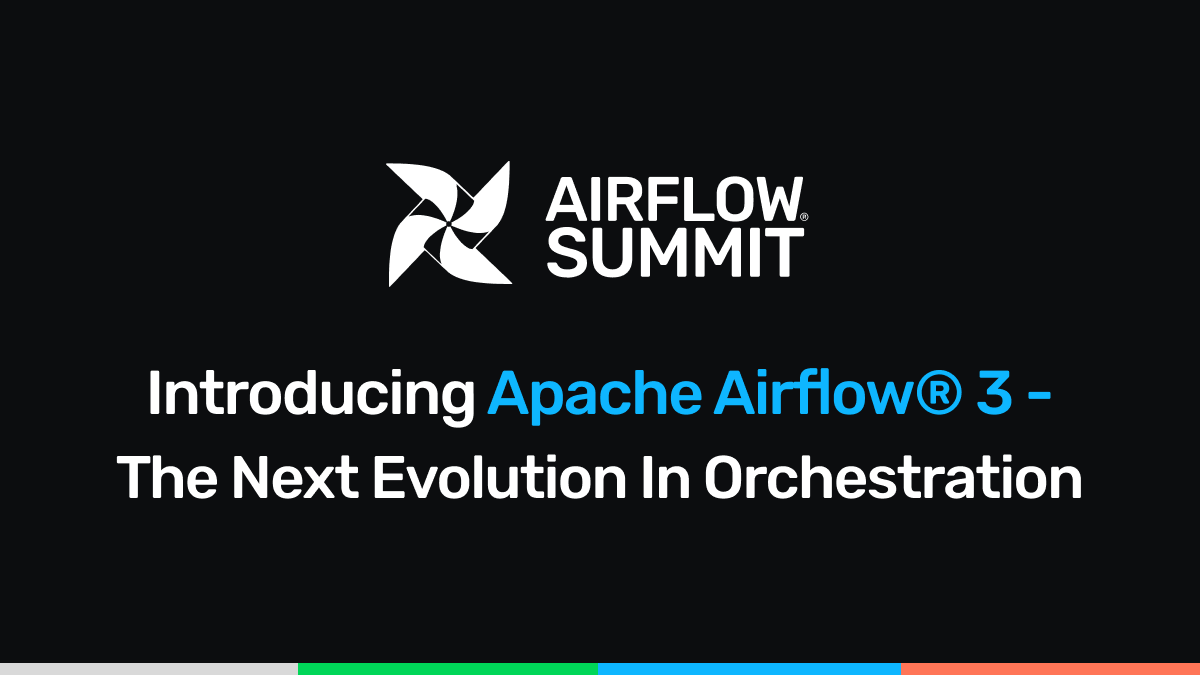 AIRFLOW®
SUMMIT
Introducing Apache Airflow® 3 -
The Next Evolution In Orchestration